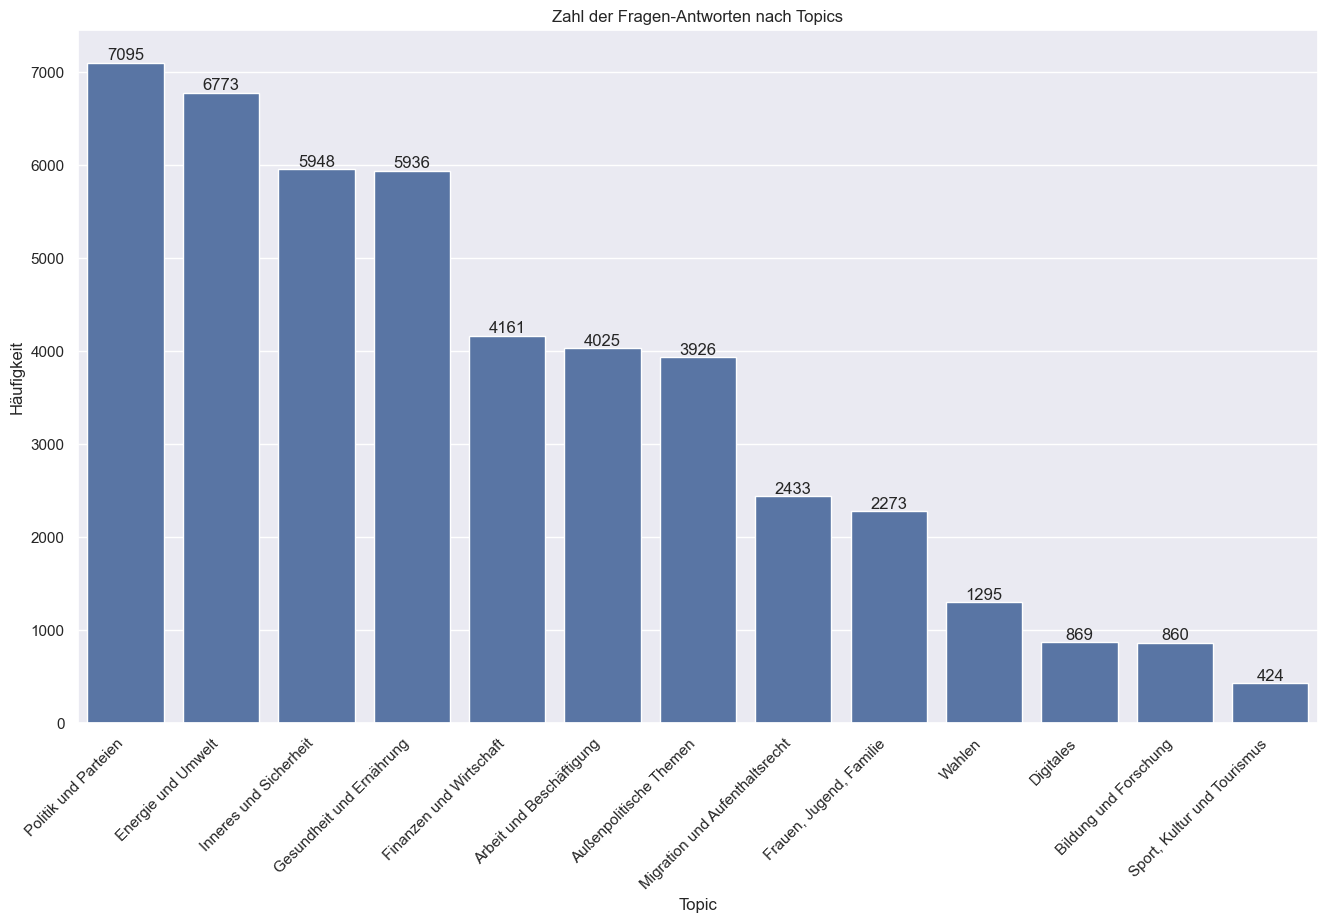 Zahl der Fragen-Antworten nach Topics
7095
6773
5948
5936
4161
4025
3926
2433
2273
1295
869
860
424
7000
6000
5000
4000
3000
2000
1000
0
Häufigkeit
Politik und Parteien
Energie und Umwelt
Inneres und Sicherheit
Gesundheit und Ernährung
Finanzen und Wirtschaft
Arbeit und Beschäftigung
Außenpolitische Themen
Migration und Aufenthaltsrecht
Frauen, Jugend, Familie
Wahlen
Digitales
Bildung und Forschung
Sport, Kultur und Tourismus
Topic